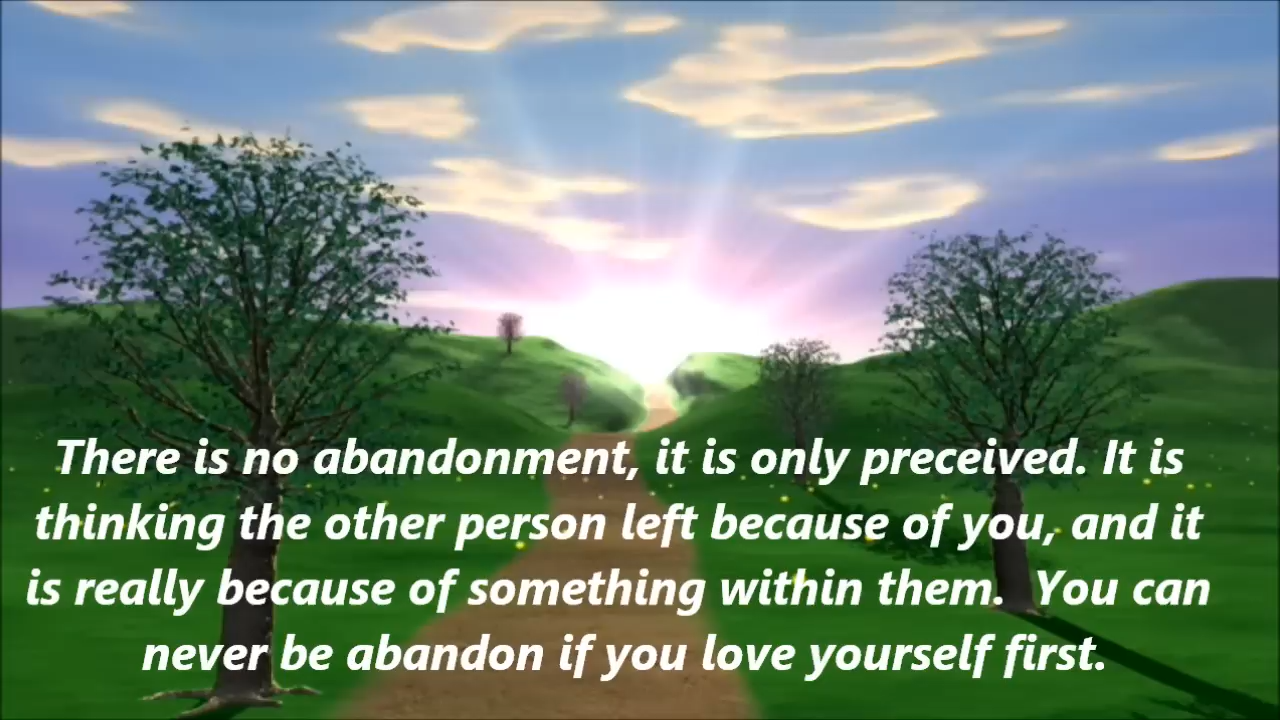 There is no abandonment, it is only preceived. It is
thinking the other person left because of you, and it
is really because of something within them.  You can
never be abandon if you love yourself first.